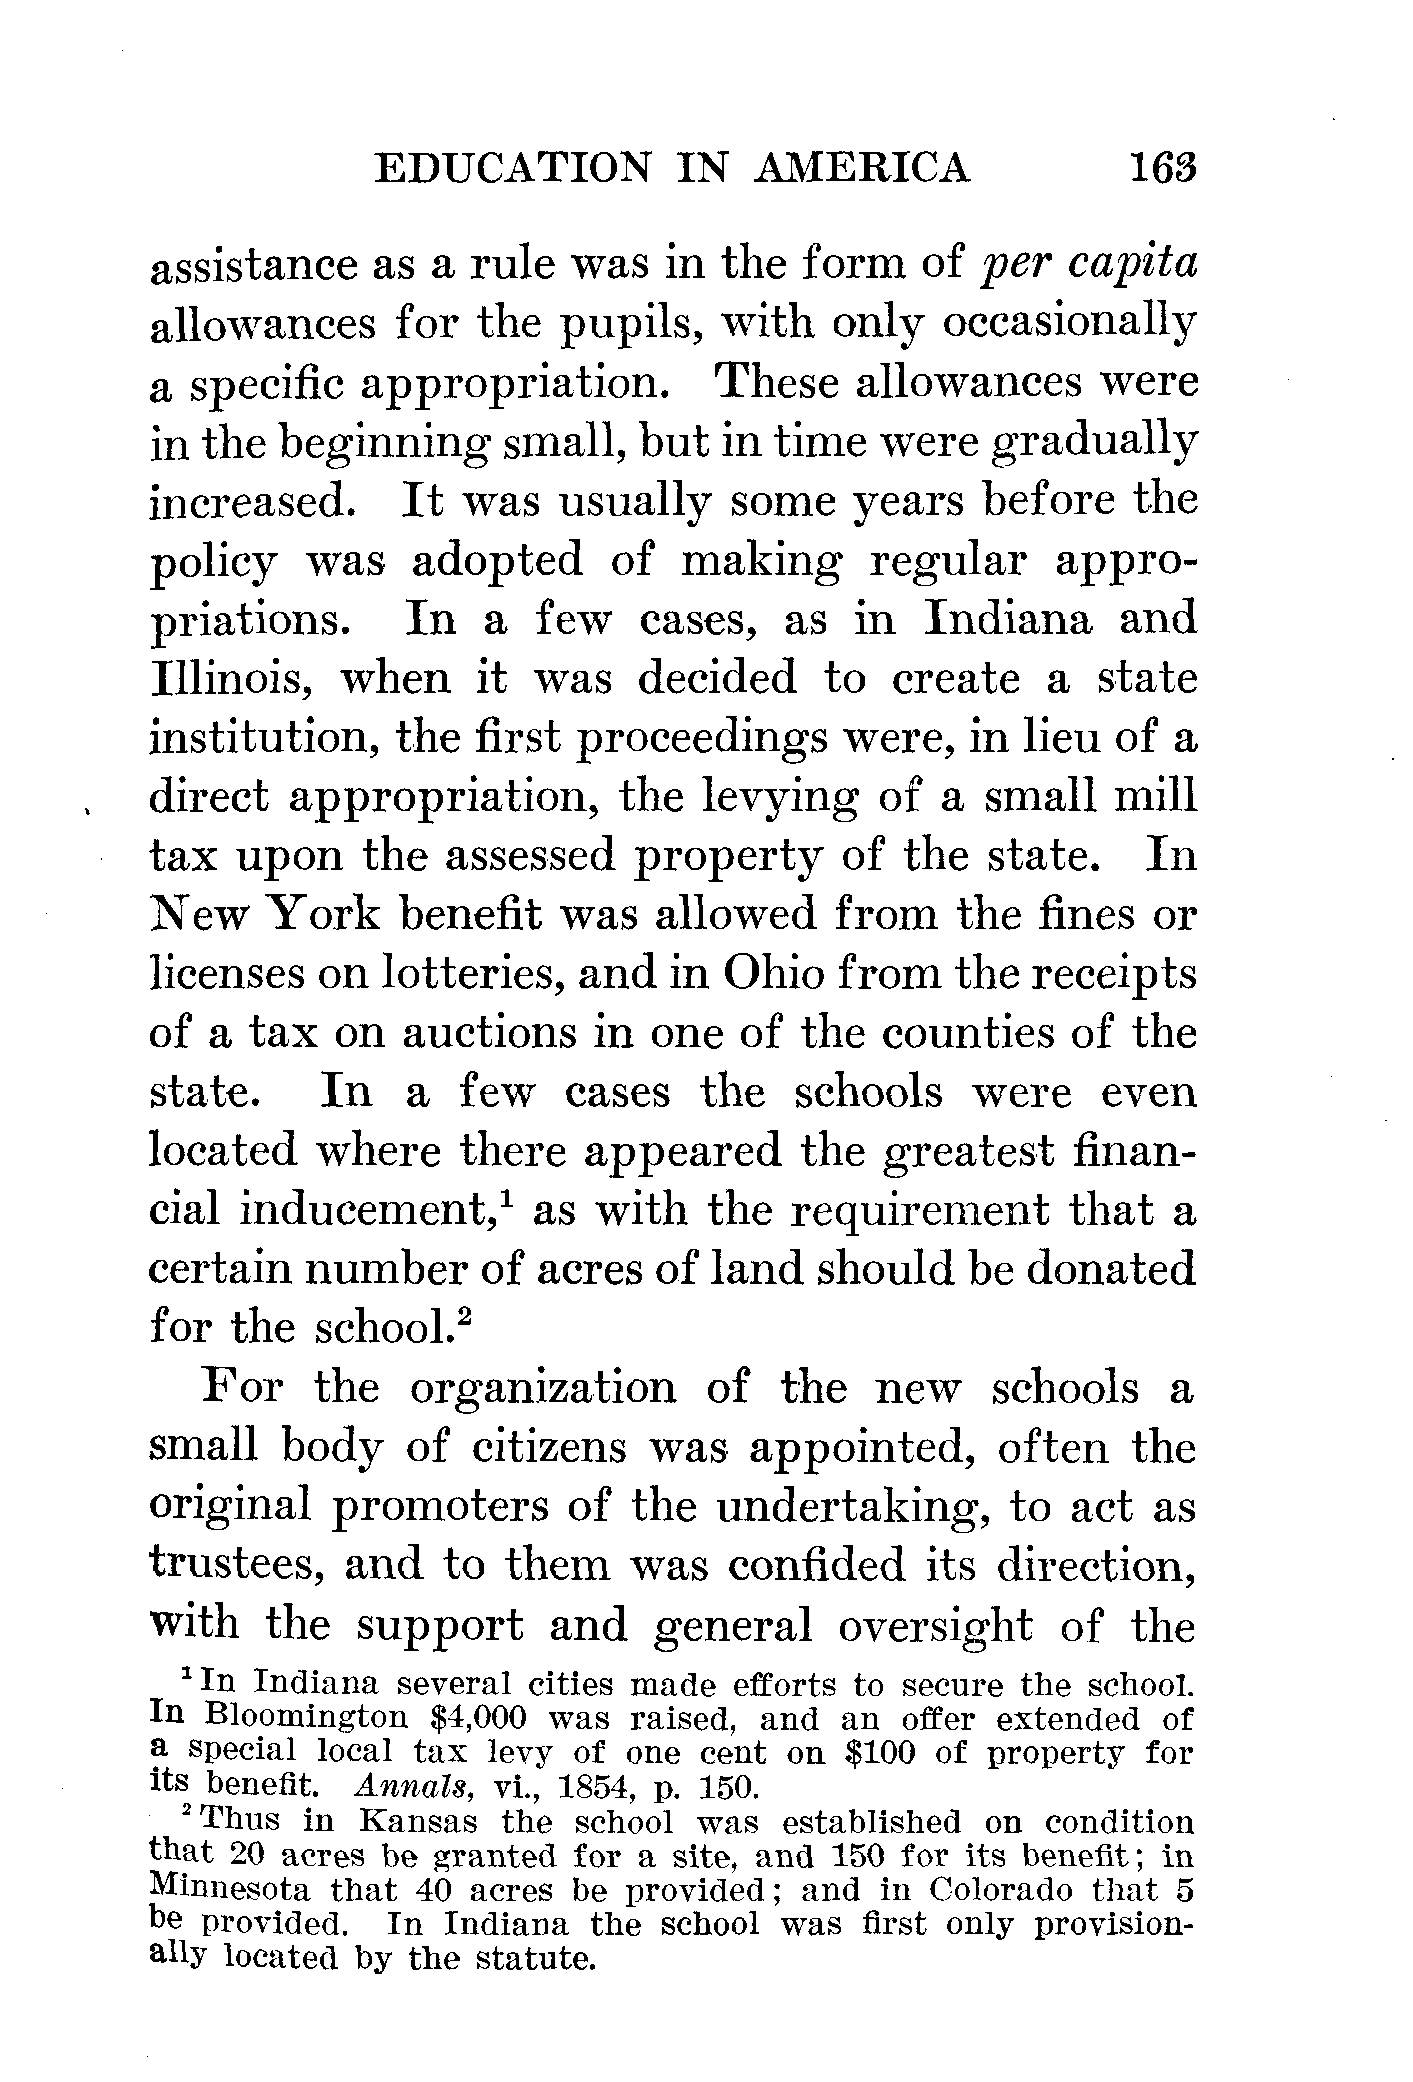 EDUCATION IN AMERICA 163
assistance as a rule was in the form of per capita
allowances for the pupils, with only occasionally
a specific appropriation. These allowances were
in the beginning small, but in time were gradually
increased. It was usually some years before the
policy was adopted of making regular appro-
priations. In a few cases, as in Indiana and
Illinois, when it was decided to create a state
institution, the first proceedings were, in lieu of a
direct appropriation, the levying of a small mill
tax upon the assessed property of the state. In
New York benefit was allowed from the fines or
licenses on lotteries, and in Ohio from the receipts
of a tax on auctions in one of the counties of the
state. In a few cases the schools were even
located where there appeared the greatest finan-
cial inducement,¹ as with the requirement that a
certain number of acres of land should be donated
for the school.²
For the organization of the new schools a
small body of citizens was appointed, often the
original promoters of the undertaking, to act as
trustees, and to them was confided its direction,
with the support and general oversight of the
¹ In Indiana several cities made efforts to secure the school.
In Bloomington $4,000 was raised, and an offer extended of
a special local tax levy of one cent on $100 of property for
its benefit. Annals, vi., 1854, p. 150.
² Thus in Kansas the school was established on condition
that 20 acres be granted for a site, and 150 for its benefit; in
Minnesota that 40 acres be provided; and in Colorado that 5
be provided. In Indiana the school was first only provision-
ally located by the statute.